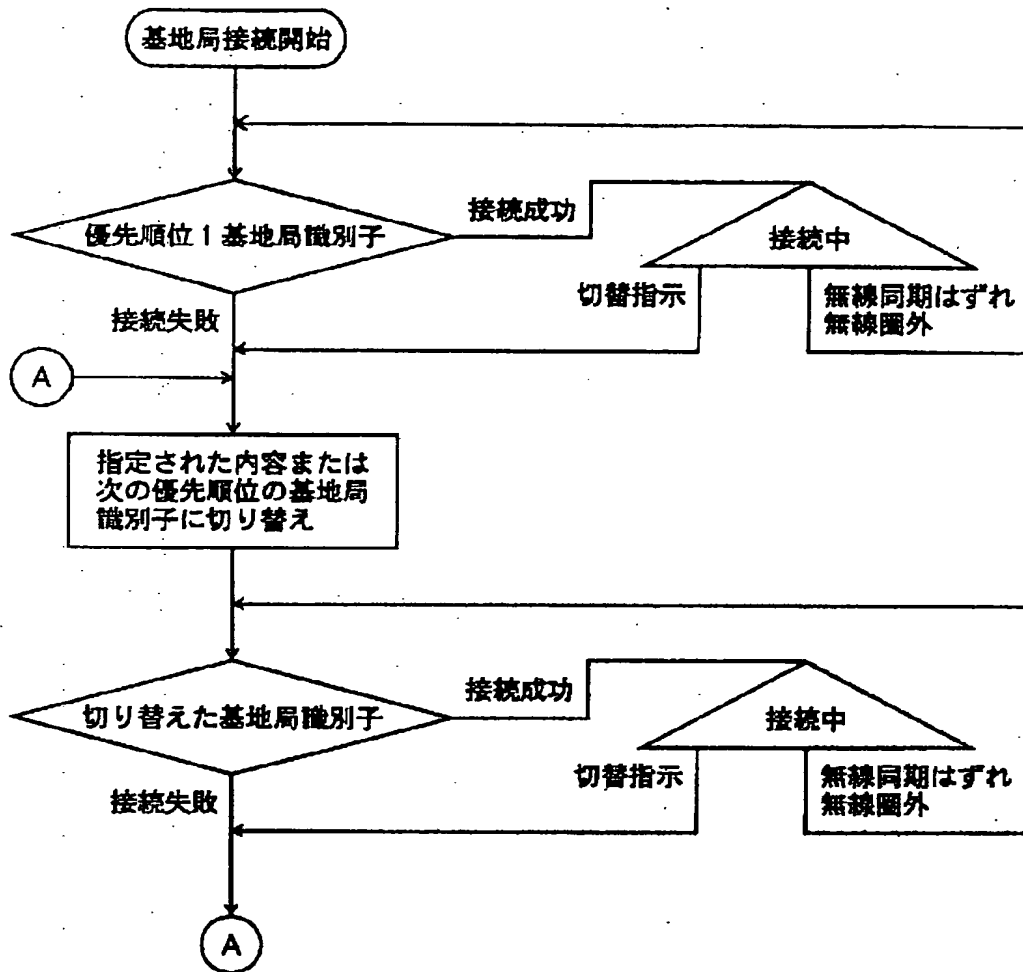 基地局接続開始
優先順位1基地局識別子
接続成功
接続中
切替指示
無線同期はずれ
無線圏外
接続失敗
A
指定された内容または
次の優先順位の基地局
識別子に切り替え
切り替えた基地局識別子
接続成功
接続中
切替指示
無線同期はずれ
無線圏外
接続失敗
A